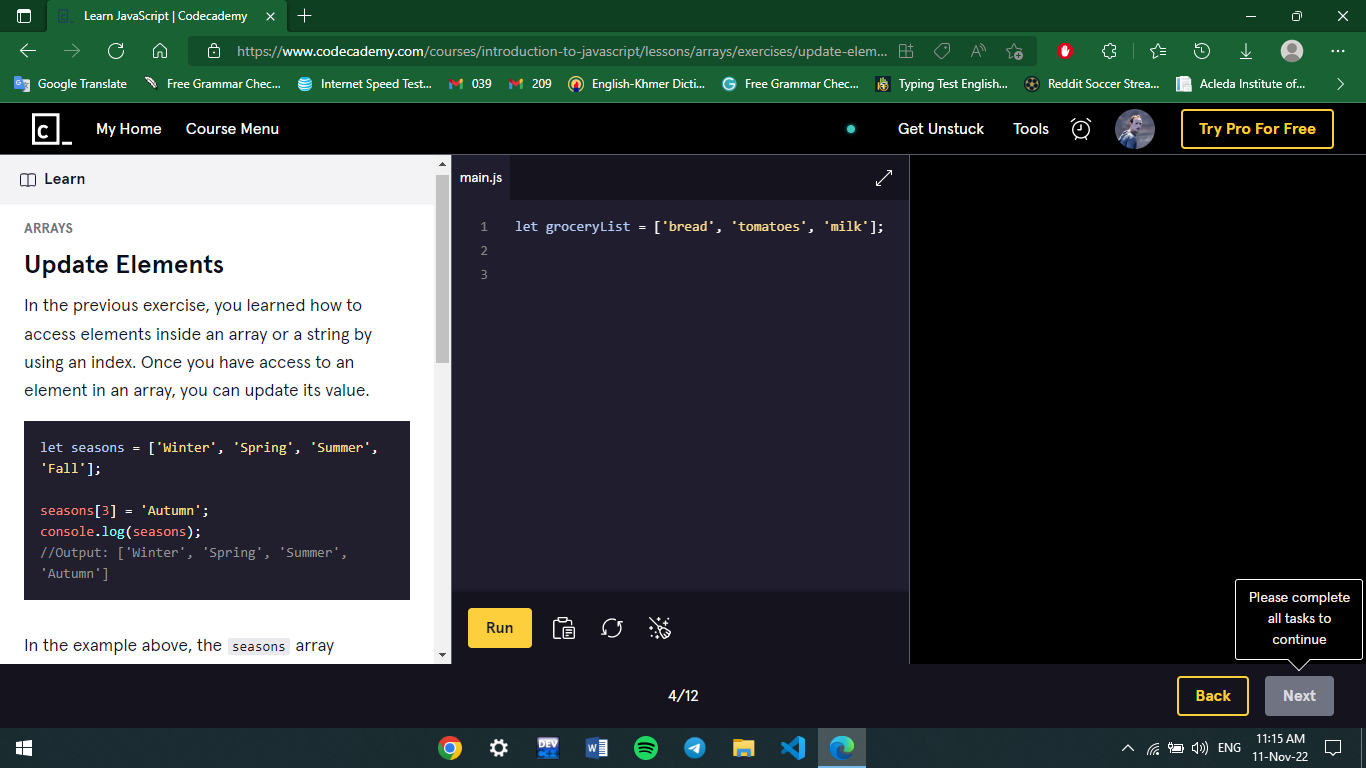 Learn JavaScript | Codecademy
https://www.codecademy.com/courses/introduction-to-javascript/lessons/arrays/exercises/update-elem...
Google Translate
Free Grammar Chec...
Internet Speed Test...
039
209
English-Khmer Dicti...
Free Grammar Chec...
Typing Test English...
Reddit Soccer Strea...
Acleda Institute of...
c_
My Home
Course Menu
Get Unstuck
Tools
Try Pro For Free
Learn
ARRAYS
Update Elements
In the previous exercise, you learned how to
access elements inside an array or a string by
using an index. Once you have access to an
element in an array, you can update its value.
let seasons = ['Winter', 'Spring', 'Summer',
'Fall'];
seasons[3] = 'Autumn';
console.log(seasons);
//Output: ['Winter', 'Spring', 'Summer',
'Autumn']
In the example above, the seasons array
main.js
1 let groceryList = ['bread', 'tomatoes', 'milk'];
2
3
Run
Please complete
all tasks to
continue
4/12
Back
Next
DEV
ENG
11:15 AM
11-Nov-22